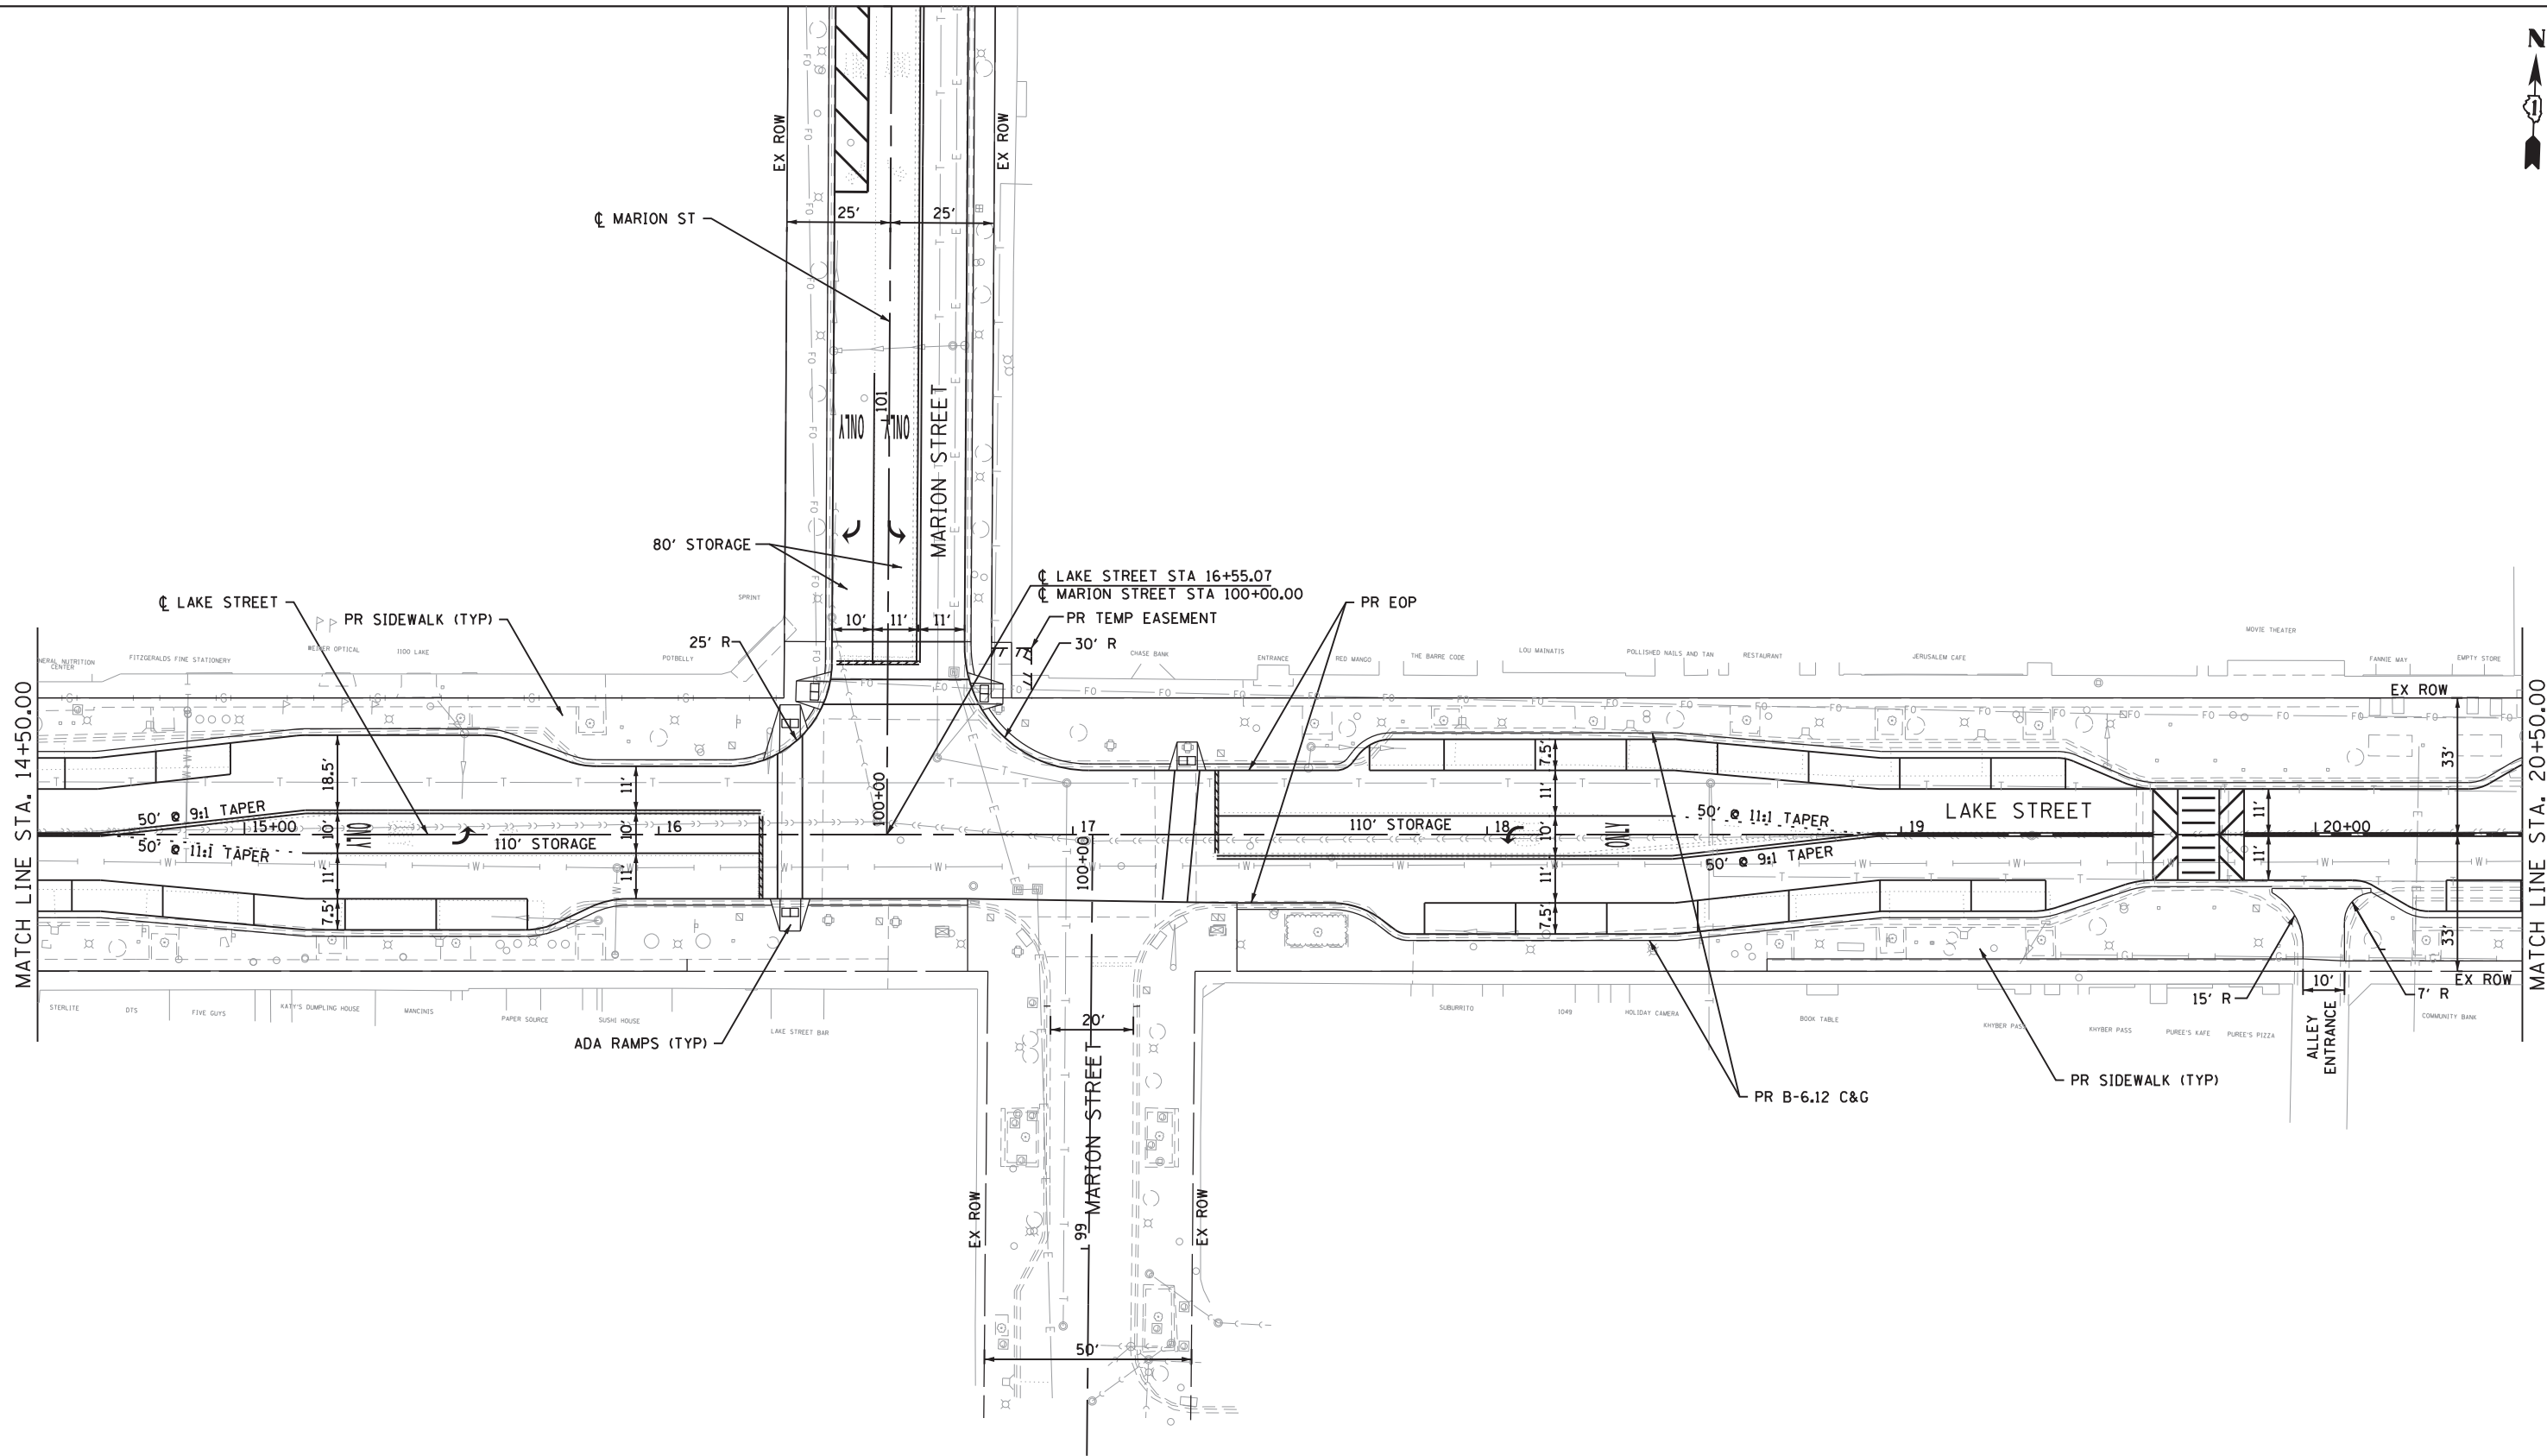 N
EX ROW
EX ROW
25'
25'
℄ MARION ST
101
ONLY
ONLY
MARION STREET
80' STORAGE
℄ LAKE STREET STA 16+55.07
℄ MARION STREET STA 100+00.00
PR TEMP EASEMENT
30' R
PR EOP
℄ LAKE STREET
PR SIDEWALK (TYP)
25' R
10'
11'
11'
SPRINT
CENTER
FITZGERALDS FINE STATIONERY
1100 LAKE
POTBELLY
CHASE BANK
ENTRANCE
RED MANGO
THE BARRE CODE
LOU MAINATIS
POLLISHED NAILS AND TAN
RESTAURANT
JERUSALEM CAFE
MOVIE THEATER
FANNIE MAY
EMPTY STORE
EX ROW
MATCH LINE STA. 14+50.00
MATCH LINE STA. 20+50.00
18.5'
11'
7.5'
11'
33'
50' @ 9:1 TAPER
15+00
10'
ONLY
110' STORAGE
10'
16
100+00
17
100+00
110' STORAGE
18
10'
ONLY
50' @ 11:1 TAPER
19
LAKE STREET
11'
20+00
50' @ 11:1 TAPER
11'
11'
11'
50' @ 9:1 TAPER
11'
7.5'
7.5'
33'
EX ROW
10'
15' R
7' R
ALLEY
ENTRANCE
STERLITE
DTS
FIVE GUYS
KATY'S DUMPLING HOUSE
MANCINIS
PAPER SOURCE
SUSHI HOUSE
LAKE STREET BAR
SUBURRITO
1049
HOLIDAY CAMERA
BOOK TABLE
KHYBER PASS
KHYBER PASS
PUREE'S KAFE
PUREE'S PIZZA
COMMUNITY BANK
ADA RAMPS (TYP)
20'
MARION STREET
PR SIDEWALK (TYP)
PR B-6.12 C&G
99
EX ROW
EX ROW
50'